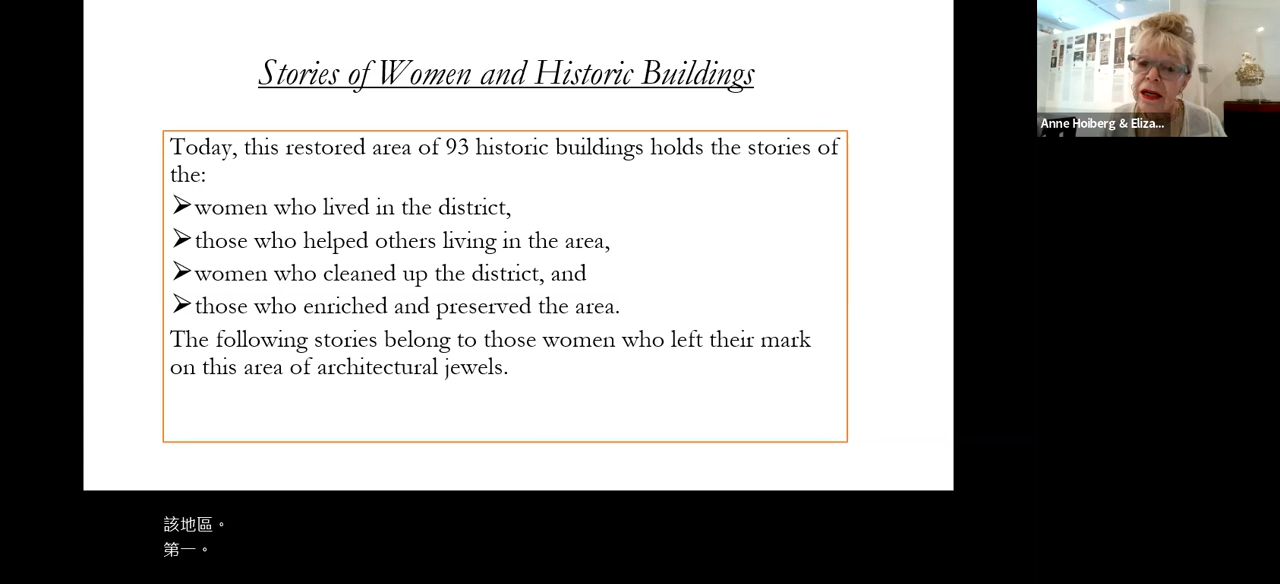 Stories of Women and Historic Buildings
Today, this restored area of 93 historic buildings holds the stories of
the:
➢women who lived in the district,
➢those who helped others living in the area,
➢women who cleaned up the district, and
➢those who enriched and preserved the area.
The following stories belong to those women who left their mark
on this area of architectural jewels.
Anne Hoiberg & Eliza...
該地區。
第一。